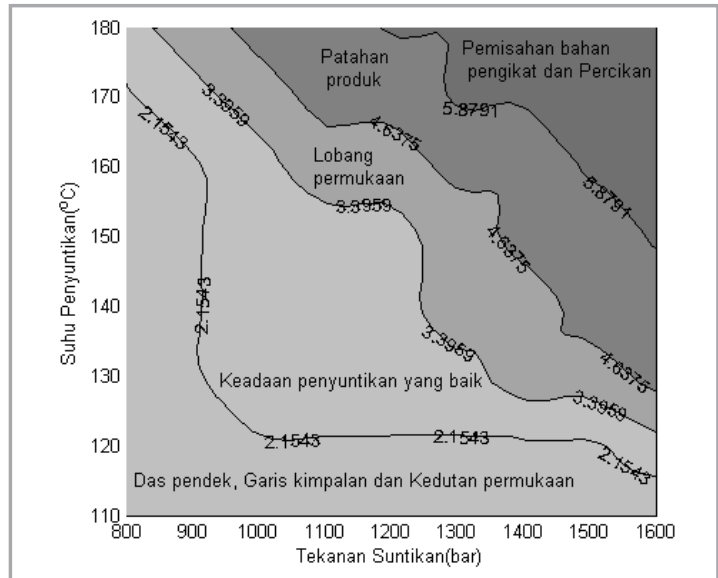 180
170
160
150
140
130
120
110
Suhu Penyuntikan(ºC)
Patahan
produk
Pemisahan bahan
pengikat dan Percikan
Lobang
permukaan
Keadaan penyuntikan yang baik
Das pendek, Garis kimpalan dan Kedutan permukaan
2.1543
3.3959
4.6375
5.8791
5.8791
3.3959
4.6375
2.1543
3.3959
4.6375
3.3959
2.1543
2.1543
2.1543
800 900 1000 1100 1200 1300 1400 1500 1600
Tekanan Suntikan(bar)